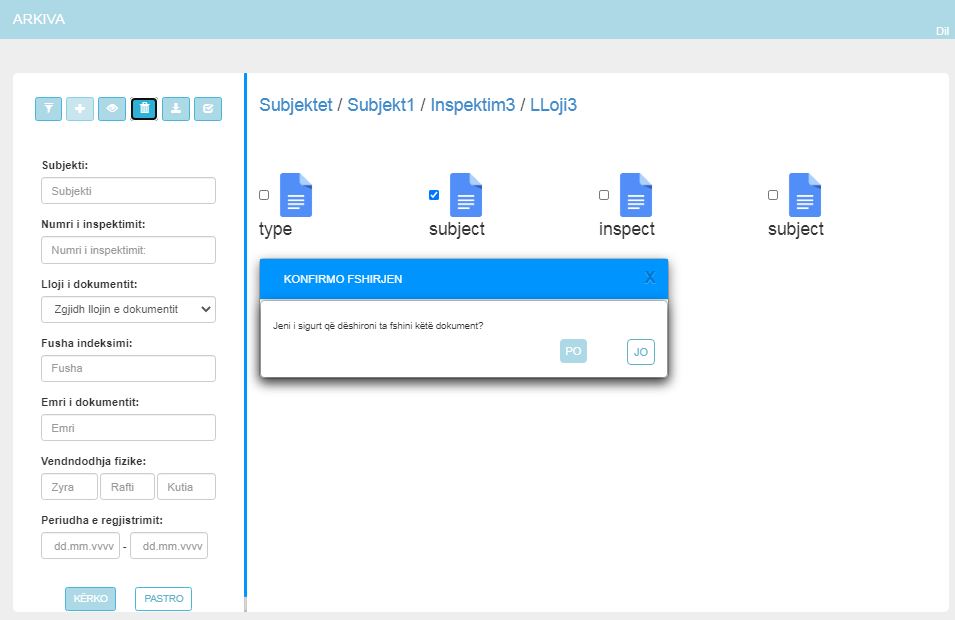 ARKIVA
Dil
Subjektet / Subjekt1 / Inspektim3 / LLoji3
Subjekti:
Subjekti
Numri i inspektimit:
Numri i inspektimit:
Lloji i dokumentit:
Zgjidh llojin e dokumentit
Fusha indeksimi:
Fusha
Emri i dokumentit:
Emri
Vendndodhja fizike:
Zyra Rafti Kutia
Periudha e regjistrimit:
dd.mm.vvvv - dd.mm.vvvv
KËRKO PASTRO
type subject inspect subject
KONFIRMO FSHIRJEN X
Jeni i sigurt që dëshironi ta fshini këtë dokument?
PO JO